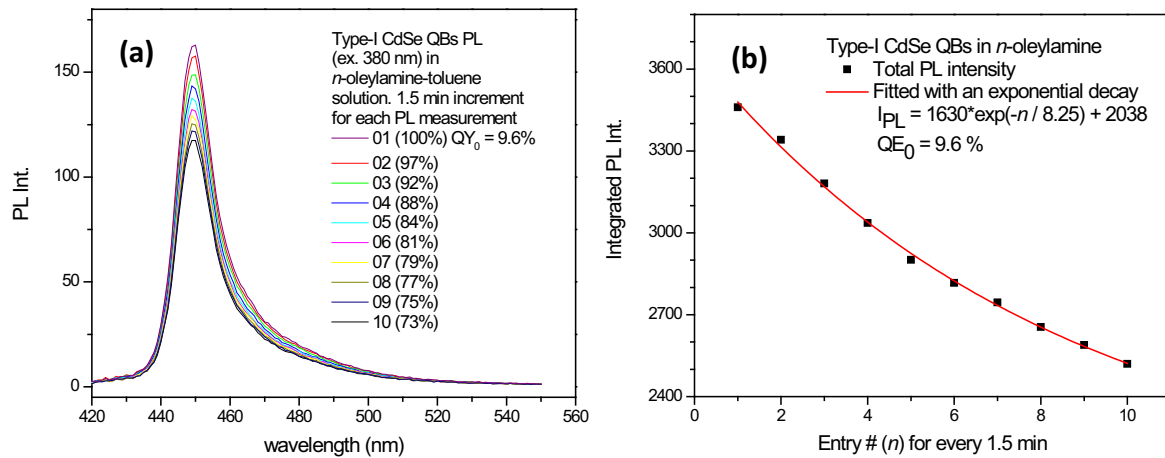 (a)
Type-I CdSe QBs PL
(ex. 380 nm) in
n-oleylamine-toluene
solution. 1.5 min increment
for each PL measurement
01 (100%) QY₀ = 9.6%
02 (97%)
03 (92%)
04 (88%)
05 (84%)
06 (81%)
07 (79%)
08 (77%)
09 (75%)
10 (73%)
PL Int.
150
100
50
0
420 440 460 480 500 520 540 560
wavelength (nm)
(b)
Type-I CdSe QBs in n-oleylamine
Total PL intensity
Fitted with an exponential decay
I_PL = 1630*exp(-n / 8.25) + 2038
QE₀ = 9.6 %
Integrated PL Int.
3600
3300
3000
2700
2400
0 2 4 6 8 10
Entry # (n) for every 1.5 min